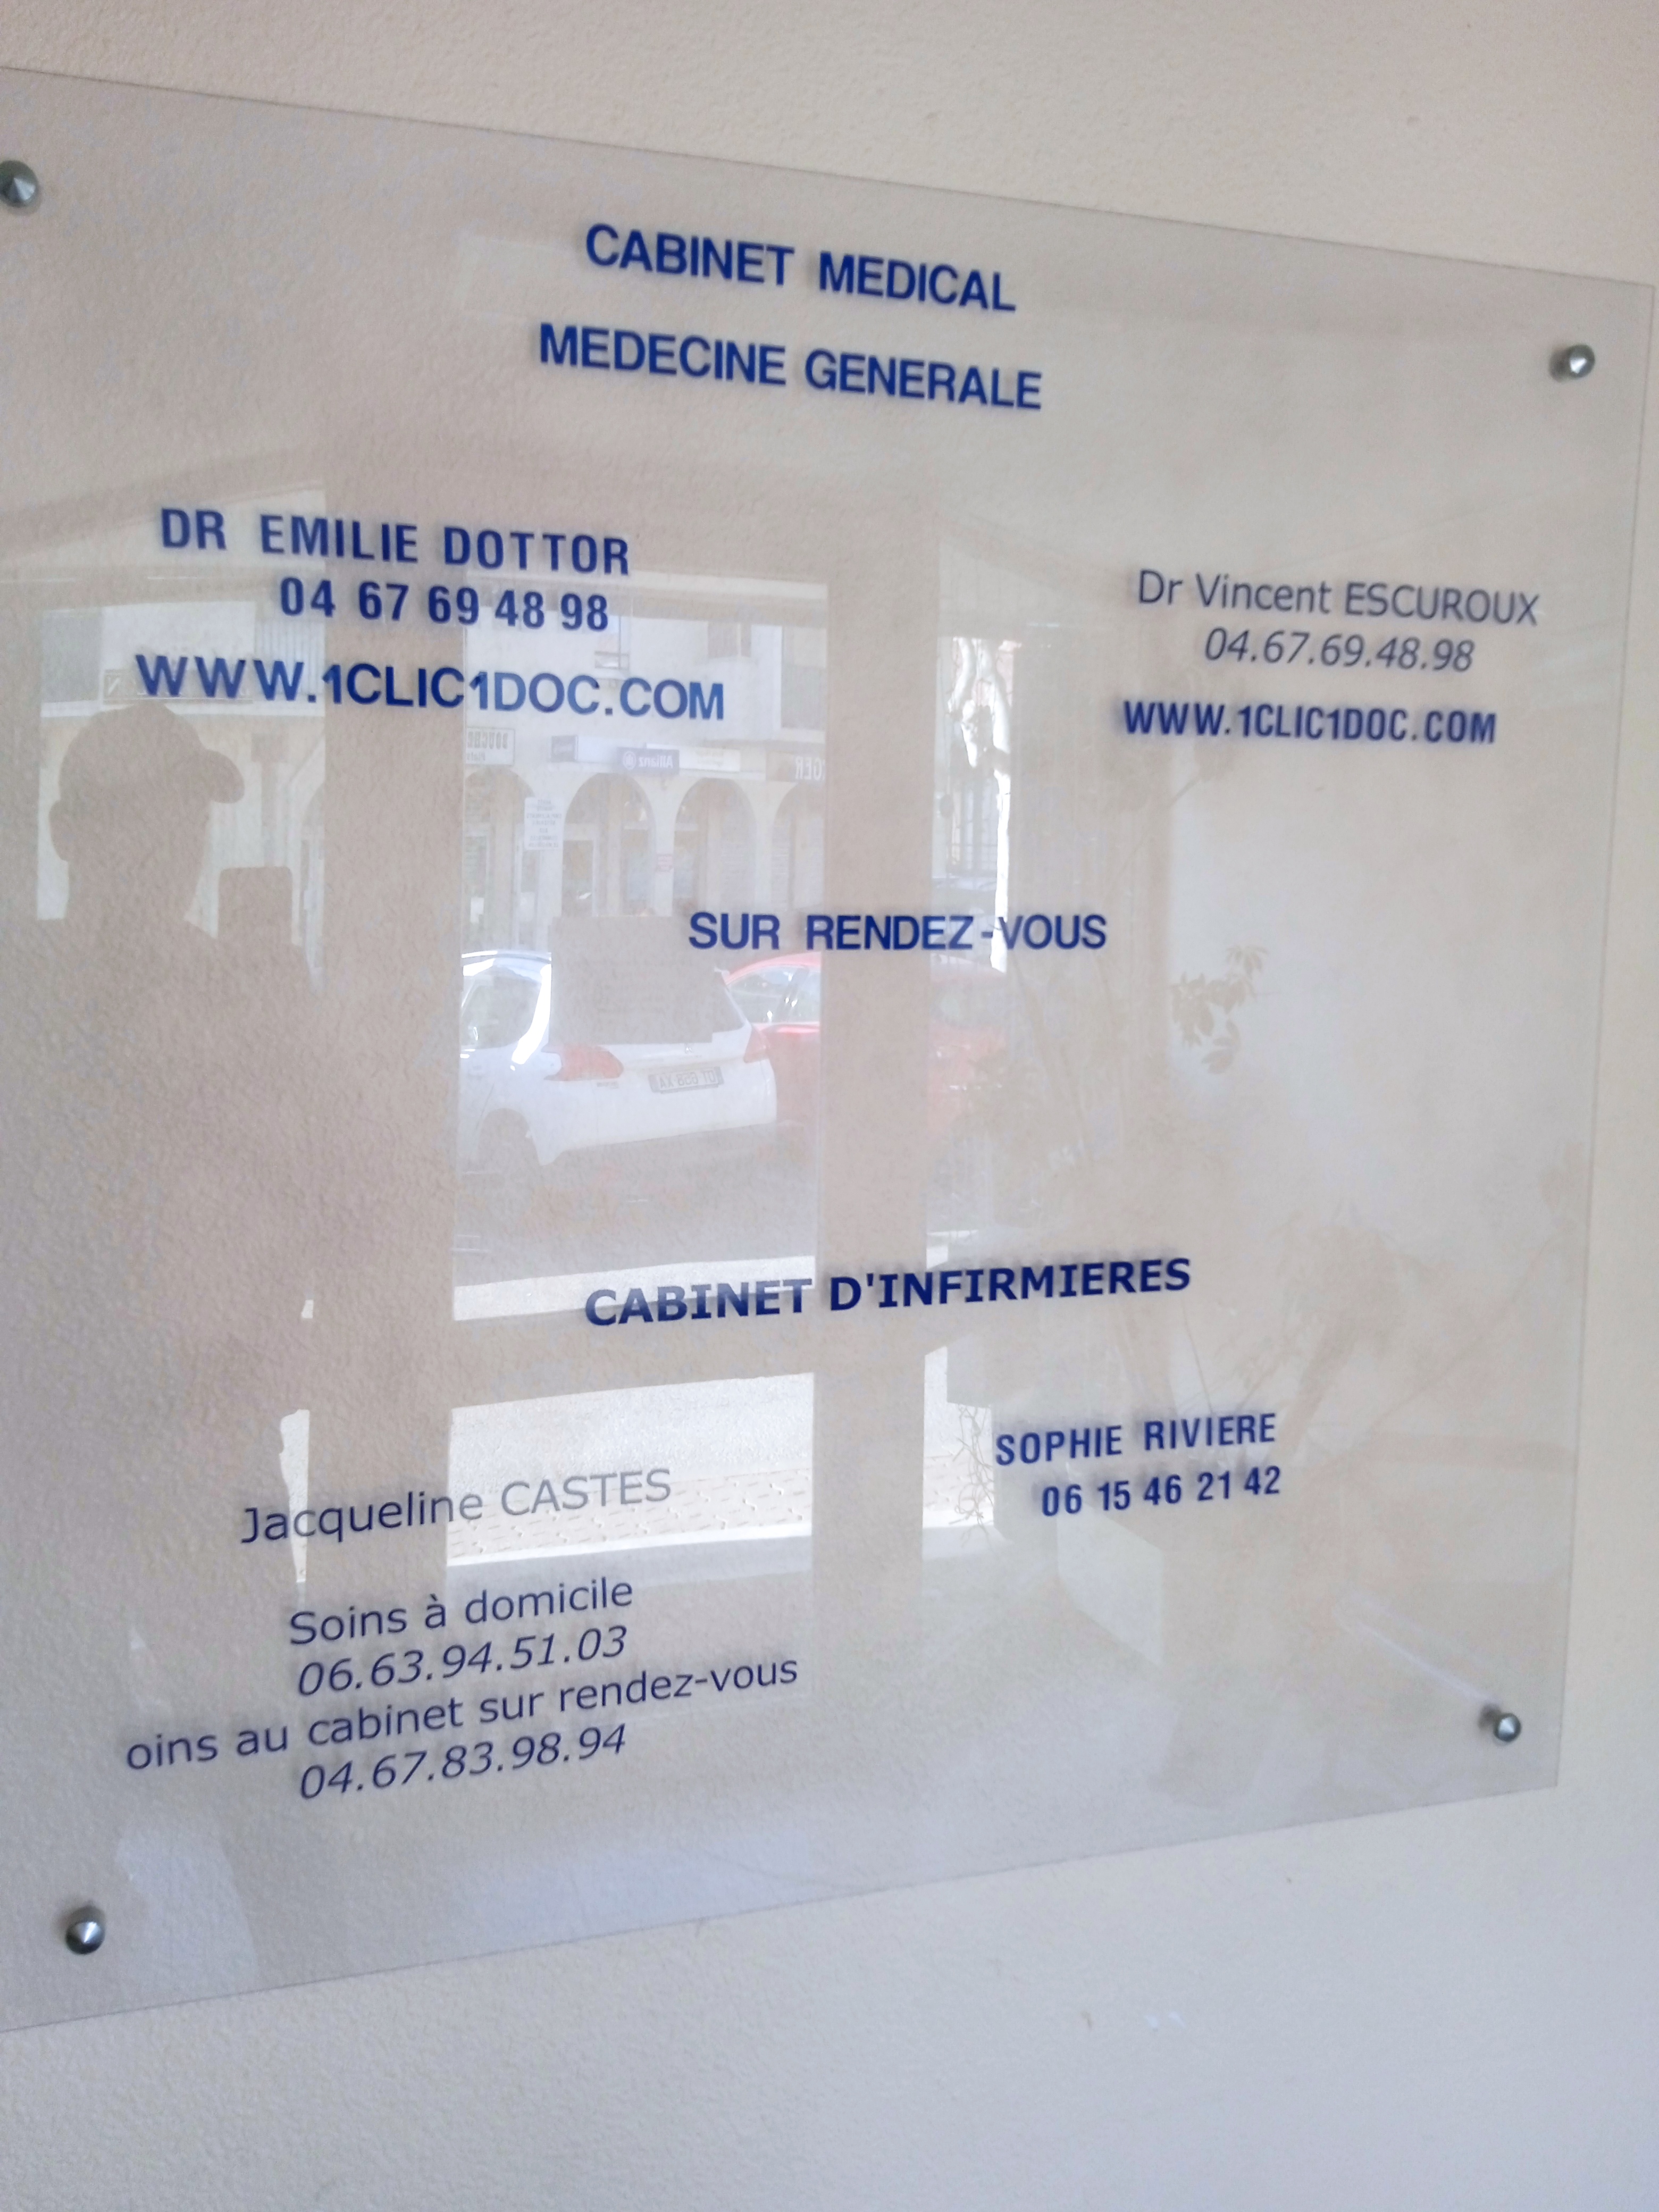 CABINET MEDICAL
MEDECINE GENERALE
DR EMILIE DOTTOR
04 67 69 48 98
WWW.1CLIC1DOC.COM
Dr Vincent ESCUROUX
04.67.69.48.98
WWW.1CLIC1DOC.COM
SUR RENDEZ-VOUS
CABINET D'INFIRMIERES
Jacqueline CASTES
Soins à domicile
06.63.94.51.03
oins au cabinet sur rendez-vous
04.67.83.98.94
SOPHIE RIVIERE
06 15 46 21 42
Allianz